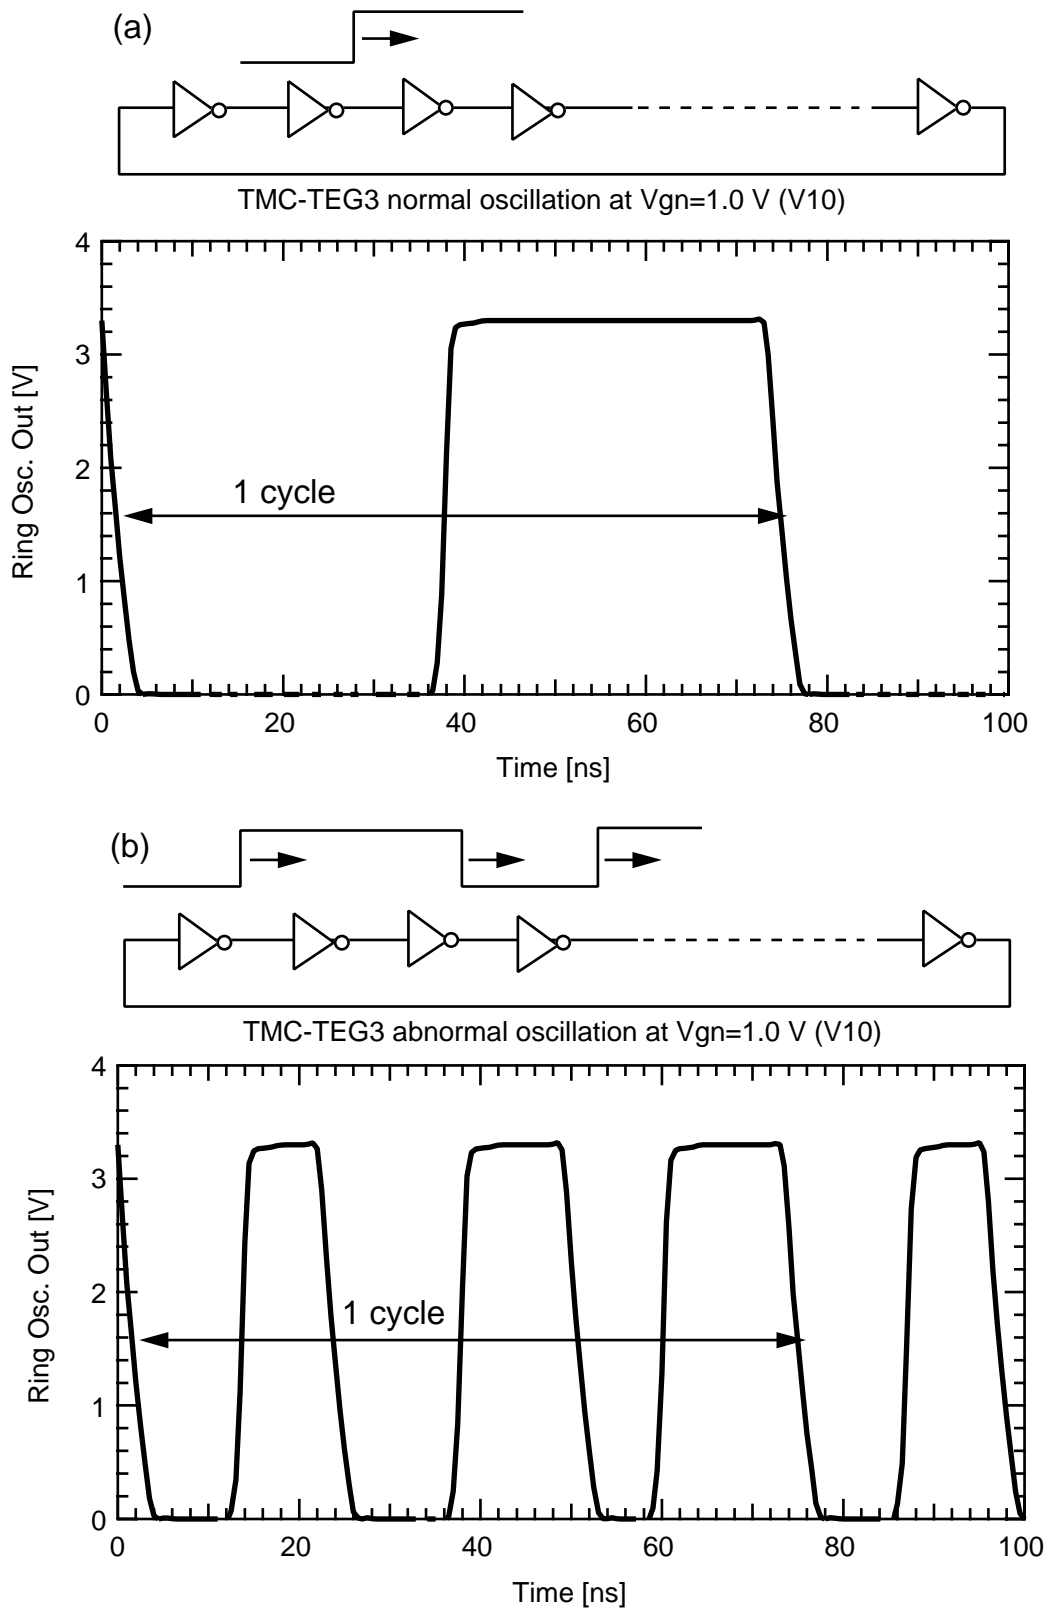 (a)
TMC-TEG3 normal oscillation at Vgn=1.0 V (V10)
4
3
2
1
0
Ring Osc. Out [V]
1 cycle
0 20 40 60 80 100
Time [ns]
(b)
TMC-TEG3 abnormal oscillation at Vgn=1.0 V (V10)
4
3
2
1
0
Ring Osc. Out [V]
1 cycle
0 20 40 60 80 100
Time [ns]